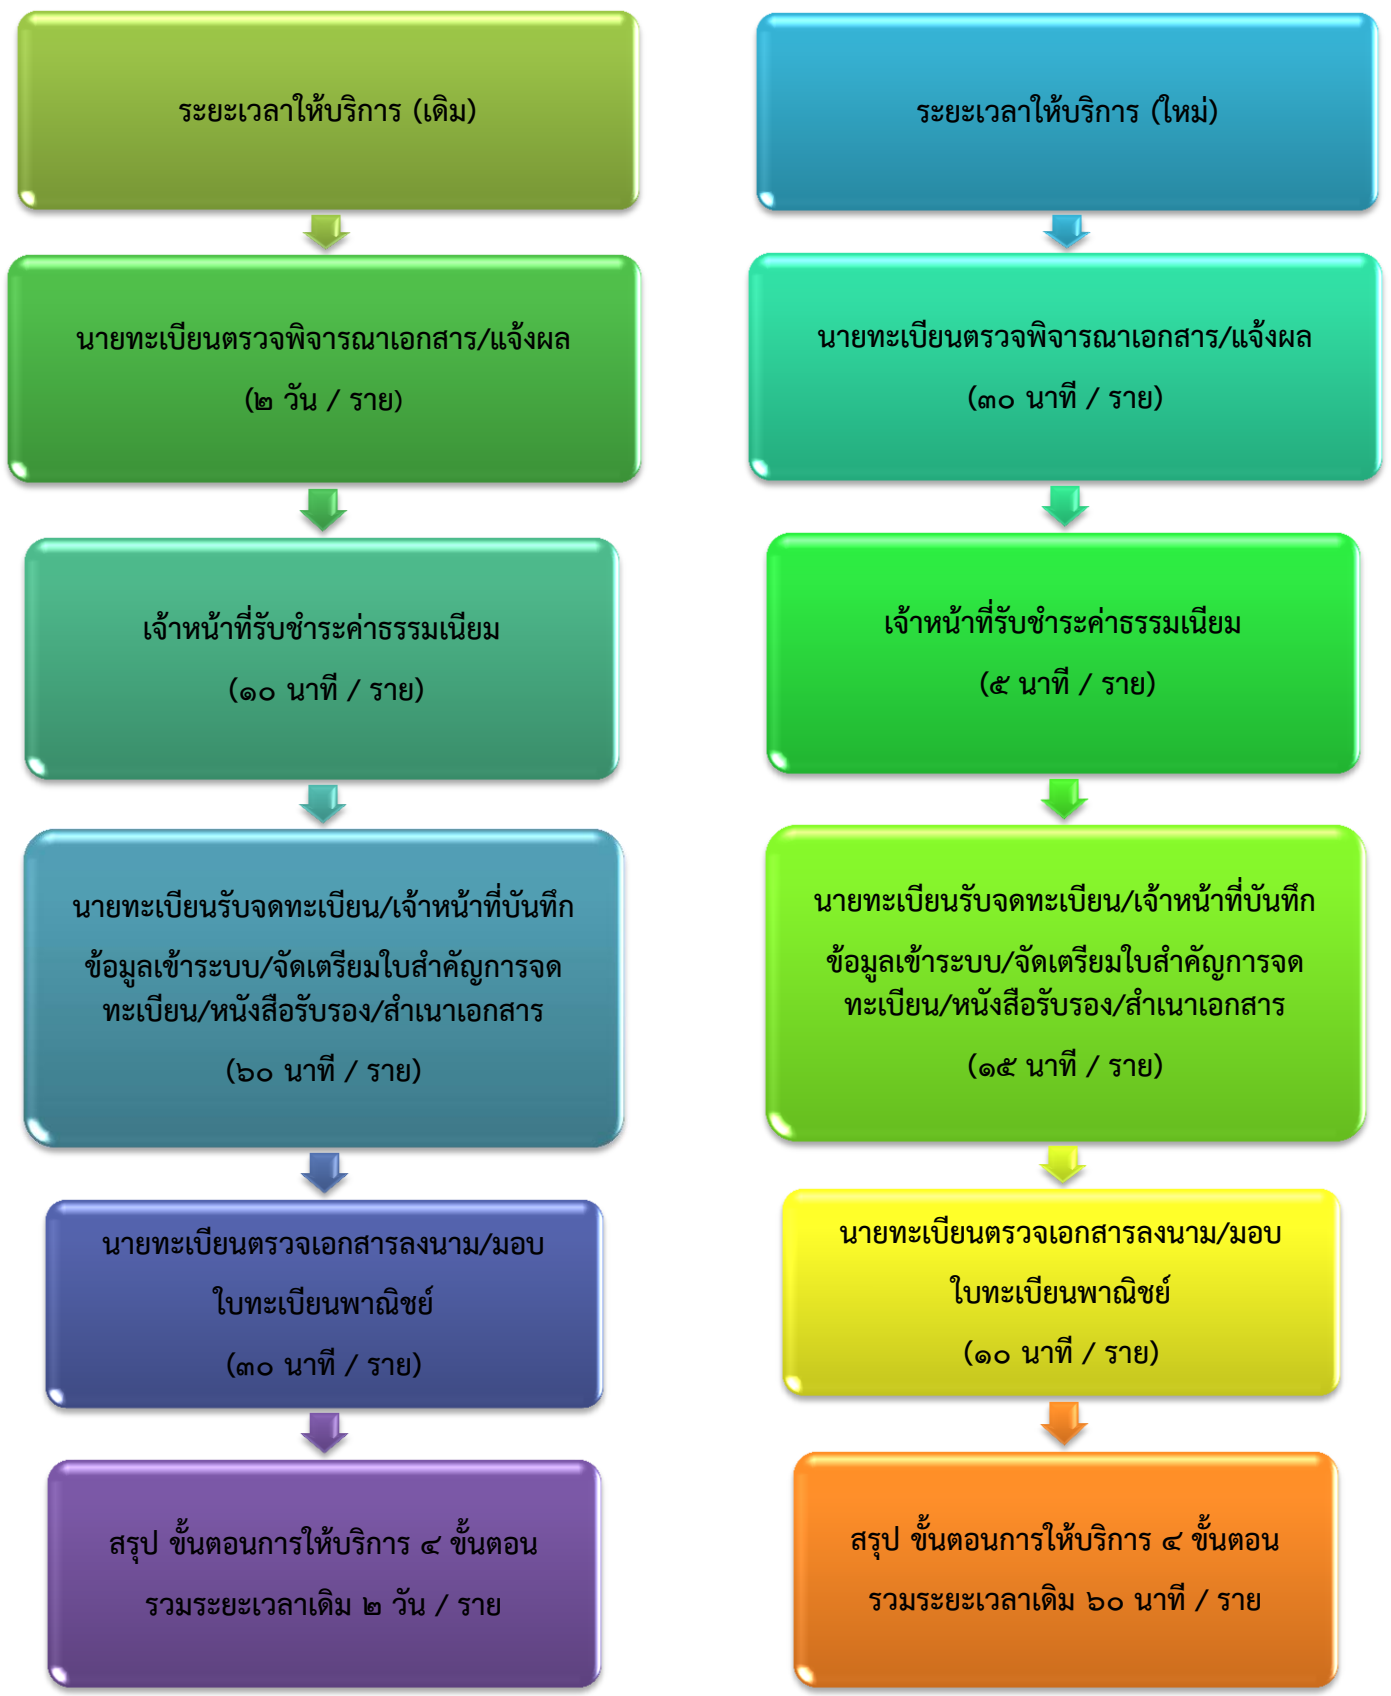 ระยะเวลาให้บริการ (เดิม)
นายทะเบียนตรวจพิจารณาเอกสาร/แจ้งผล
(๒ วัน / ราย)
เจ้าหน้าที่รับชำระค่าธรรมเนียม
(๑๐ นาที / ราย)
นายทะเบียนรับจดทะเบียน/เจ้าหน้าที่บันทึก
ข้อมูลเข้าระบบ/จัดเตรียมใบสำคัญการจด
ทะเบียน/หนังสือรับรอง/สำเนาเอกสาร
(๖๐ นาที / ราย)
นายทะเบียนตรวจเอกสารลงนาม/มอบ
ใบทะเบียนพาณิชย์
(๓๐ นาที / ราย)
สรุป ขั้นตอนการให้บริการ ๔ ขั้นตอน
รวมระยะเวลาเดิม ๒ วัน / ราย
ระยะเวลาให้บริการ (ใหม่)
นายทะเบียนตรวจพิจารณาเอกสาร/แจ้งผล
(๓๐ นาที / ราย)
เจ้าหน้าที่รับชำระค่าธรรมเนียม
(๕ นาที / ราย)
นายทะเบียนรับจดทะเบียน/เจ้าหน้าที่บันทึก
ข้อมูลเข้าระบบ/จัดเตรียมใบสำคัญการจด
ทะเบียน/หนังสือรับรอง/สำเนาเอกสาร
(๑๕ นาที / ราย)
นายทะเบียนตรวจเอกสารลงนาม/มอบ
ใบทะเบียนพาณิชย์
(๑๐ นาที / ราย)
สรุป ขั้นตอนการให้บริการ ๔ ขั้นตอน
รวมระยะเวลาเดิม ๖๐ นาที / ราย